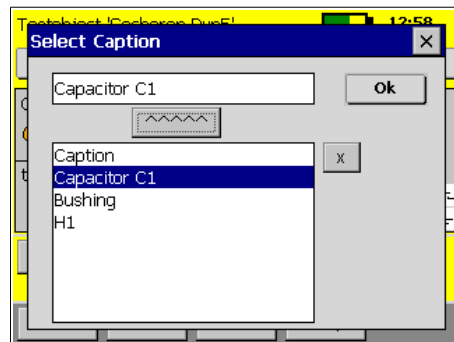 12:58
Select Caption
Capacitor C1
Ok
^^^^^
Caption
Capacitor C1
x
Bushing
H1